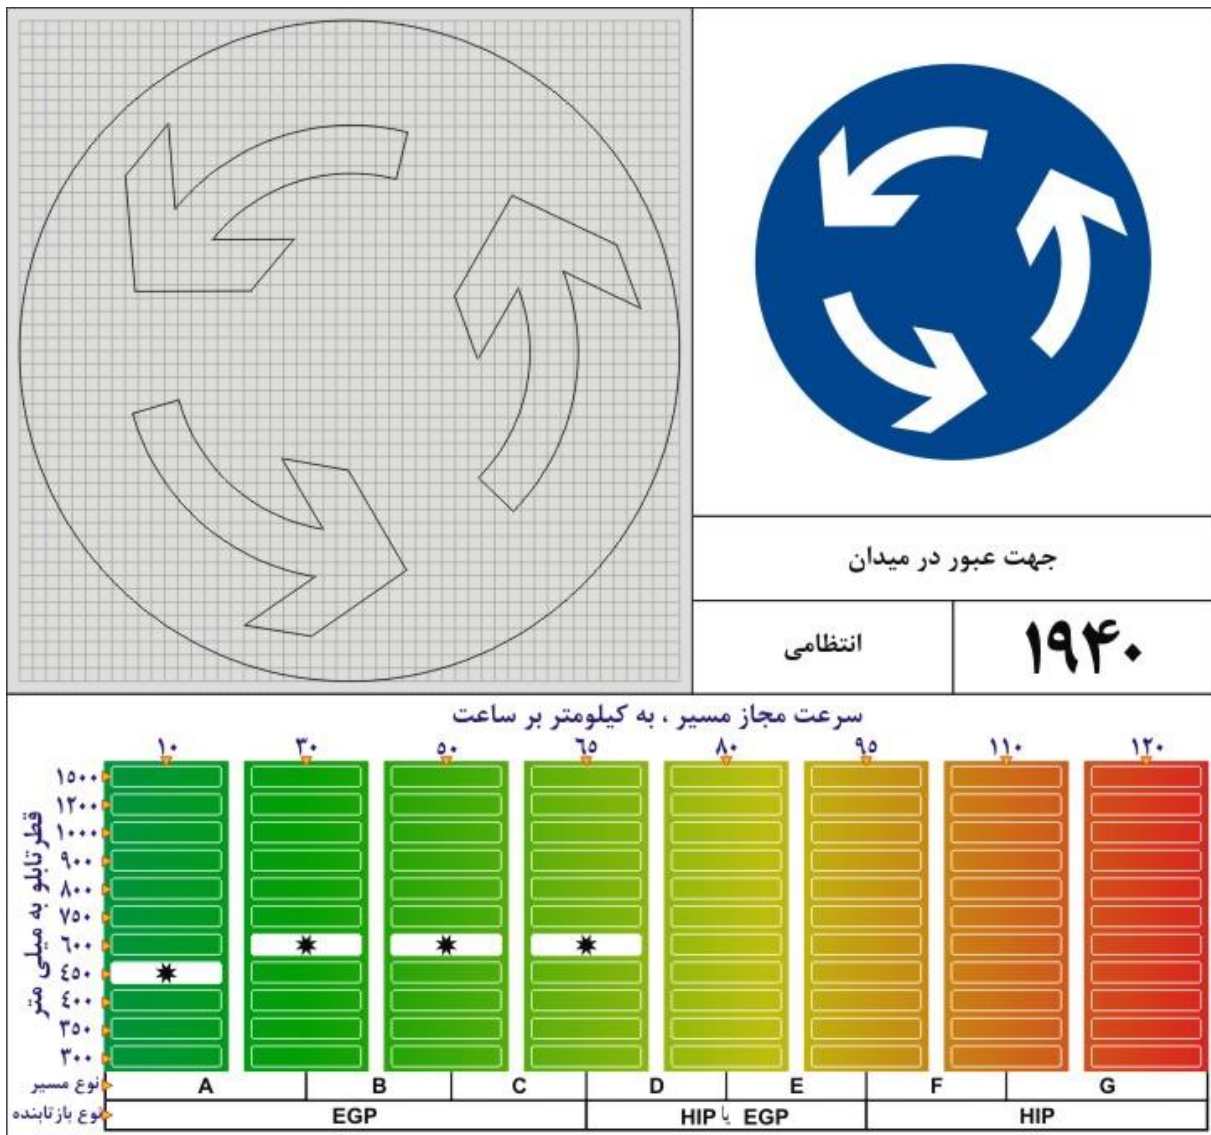 جهت عبور در میدان
انتظامی
۱۹۴۰
سرعت مجاز مسیر ، به کیلومتر بر ساعت
۱۰ ۳۰ ۵۰ ۶۵ ۸۰ ۹۵ ۱۱۰ ۱۲۰
قطر تابلو به میلی متر
۱۵۰۰
۱۲۰۰
۱۰۰۰
۹۰۰
۸۰۰
۷۵۰
۶۰۰
٤۵۰
٤۰۰
۳۵۰
۳۰۰
نوع مسیر A B C D E F G
نوع بازتابنده EGP HIP یا EGP HIP